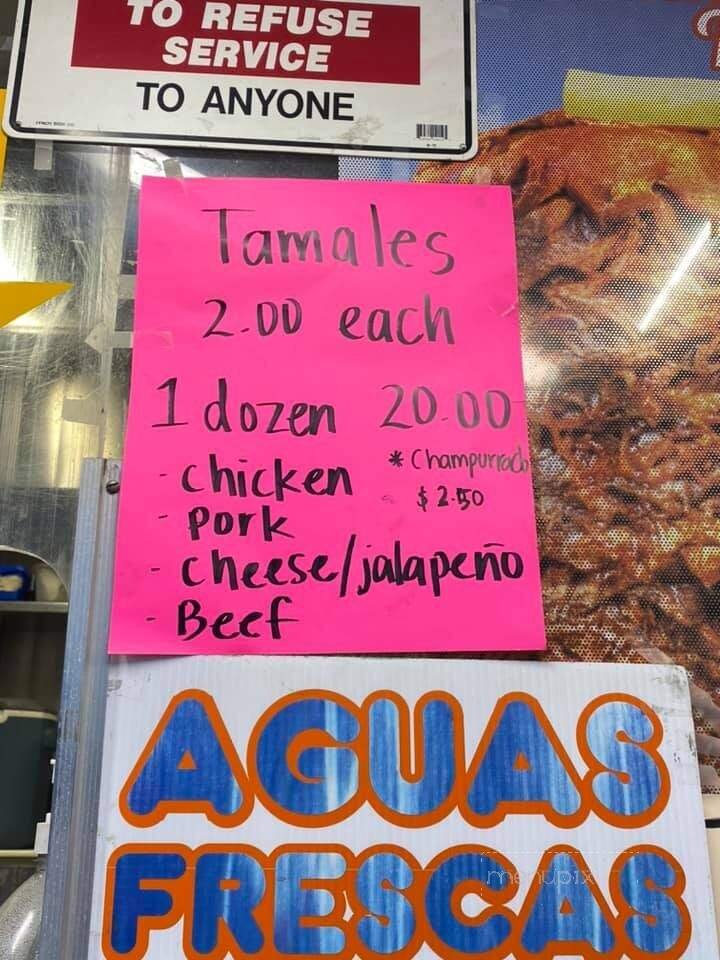 TO REFUSE
SERVICE
TO ANYONE
Tamales
2.00 each
1 dozen 20.00
- chicken
* Champurrado
$ 2.50
- Pork
- cheese/jalapeño
- Beef
AGUAS
FRESCAS
menupix